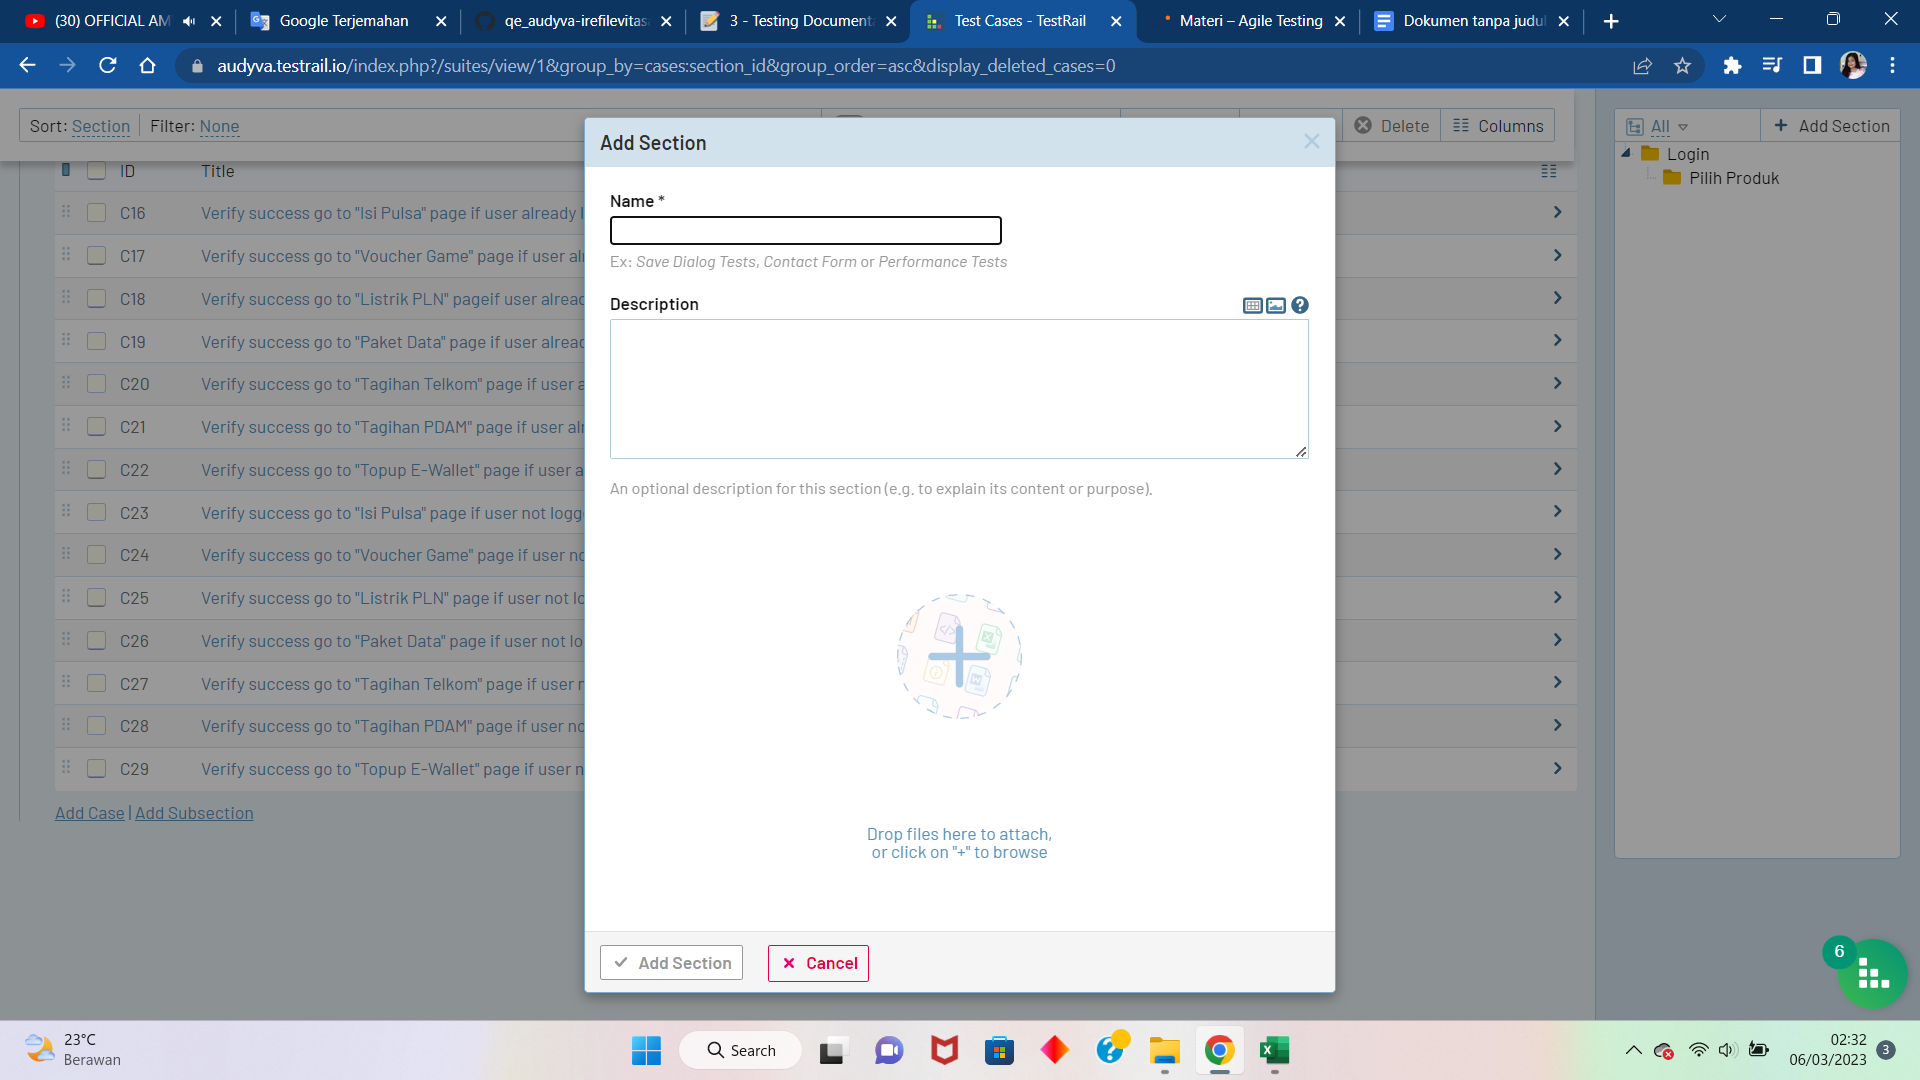 (30) OFFICIAL AM
Google Terjemahan
qe_audyva-irefilevitasa
3 - Testing Documenta
Test Cases - TestRail
Materi – Agile Testing
Dokumen tanpa judul
audyva.testrail.io/index.php?/suites/view/1&group_by=cases:section_id&group_order=asc&display_deleted_cases=0
Sort: Section
Filter: None
Delete
Columns
All
Add Section
Login
Pilih Produk
ID
Title
C16
Verify success go to "Isi Pulsa" page if user already l
C17
Verify success go to "Voucher Game" page if user al
C18
Verify success go to "Listrik PLN" pageif user alread
C19
Verify success go to "Paket Data" page if user alread
C20
Verify success go to "Tagihan Telkom" page if user a
C21
Verify success go to "Tagihan PDAM" page if user al
C22
Verify success go to "Topup E-Wallet" page if user a
C23
Verify success go to "Isi Pulsa" page if user not logg
C24
Verify success go to "Voucher Game" page if user no
C25
Verify success go to "Listrik PLN" page if user not lo
C26
Verify success go to "Paket Data" page if user not lo
C27
Verify success go to "Tagihan Telkom" page if user n
C28
Verify success go to "Tagihan PDAM" page if user no
C29
Verify success go to "Topup E-Wallet" page if user n
Add Case | Add Subsection
Add Section
Name *
Ex: Save Dialog Tests, Contact Form or Performance Tests
Description
An optional description for this section (e.g. to explain its content or purpose).
Drop files here to attach,
or click on "+" to browse
Add Section
Cancel
6
23°C
Berawan
Search
02:32
06/03/2023
3